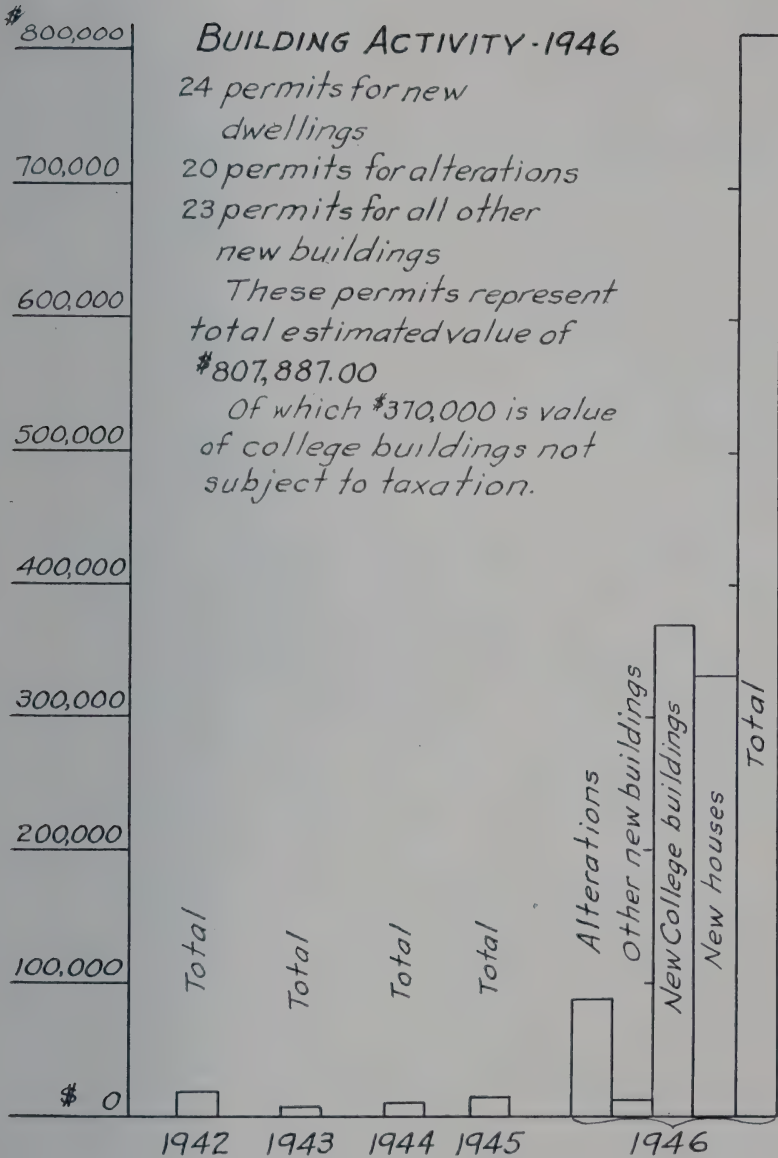 $
800,000
BUILDING ACTIVITY - 1946
24 permits for new
dwellings
700,000
20 permits for alterations
23 permits for all other
new buildings
These permits represent
600,000
total estimated value of
$807,887.00
Of which $370,000 is value
500,000
of college buildings not
subject to taxation.
400,000
300,000
200,000
100,000
$ 0
Total
Total
Total
Total
Alterations
Other new buildings
New College buildings
New houses
Total
1942 1943 1944 1945 1946